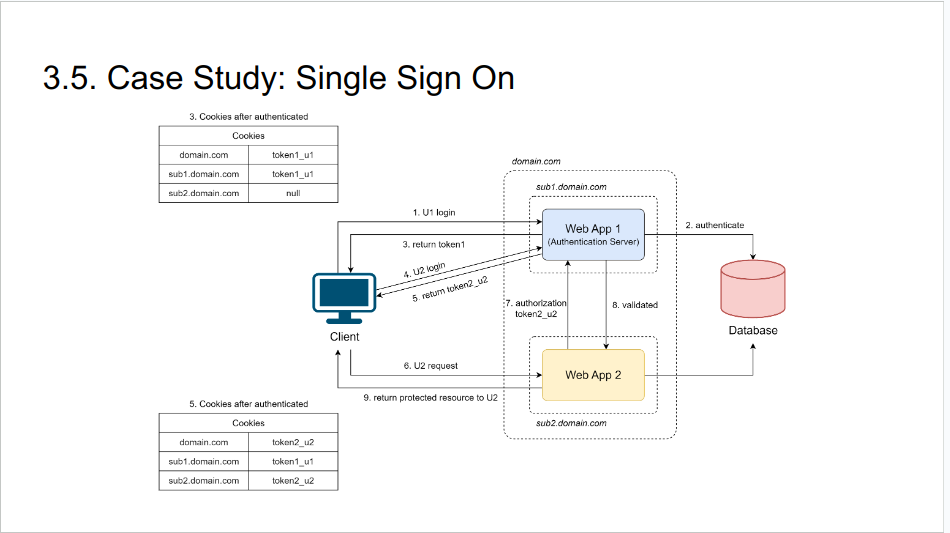 3.5. Case Study: Single Sign On
3. Cookies after authenticated
Cookies
domain.com token1_u1
sub1.domain.com token1_u1
sub2.domain.com null
domain.com
sub1.domain.com
1. U1 login
Web App 1
(Authentication Server)
2. authenticate
3. return token1
4. U2 login
5. return token2_u2
7. authorization
token2_u2
8. validated
Client
Database
6. U2 request
Web App 2
9. return protected resource to U2
sub2.domain.com
5. Cookies after authenticated
Cookies
domain.com token2_u2
sub1.domain.com token1_u1
sub2.domain.com token2_u2